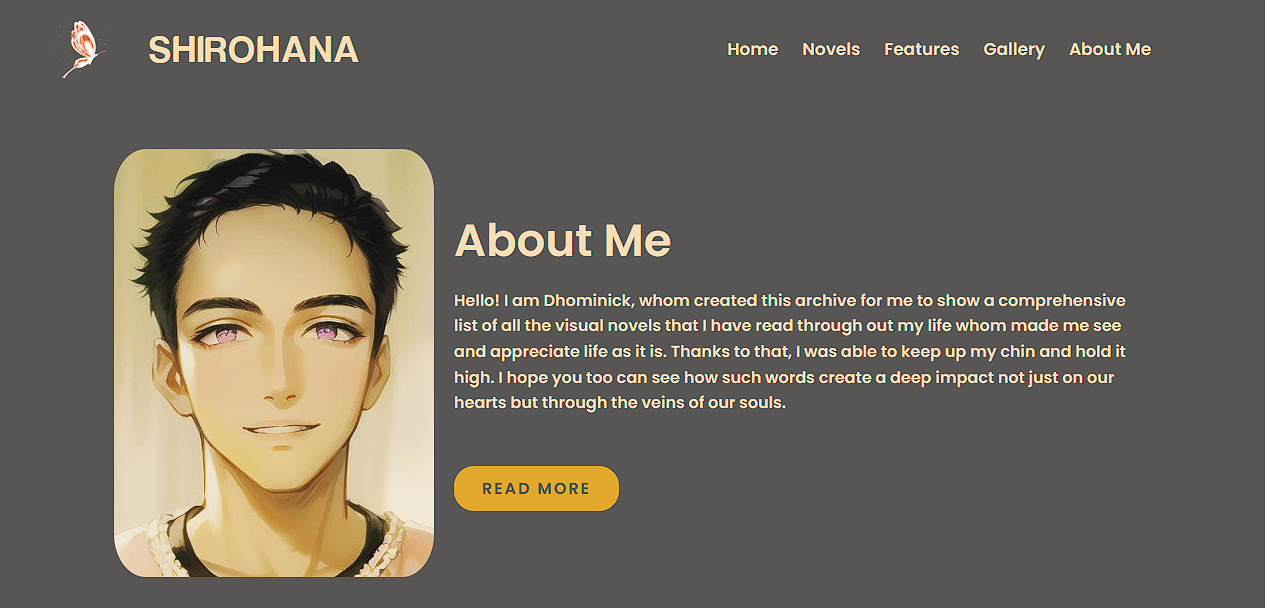 SHIROHANA
Home Novels Features Gallery About Me
About Me
Hello! I am Dhominick, whom created this archive for me to show a comprehensive
list of all the visual novels that I have read through out my life whom made me see
and appreciate life as it is. Thanks to that, I was able to keep up my chin and hold it
high. I hope you too can see how such words create a deep impact not just on our
hearts but through the veins of our souls.
READ MORE